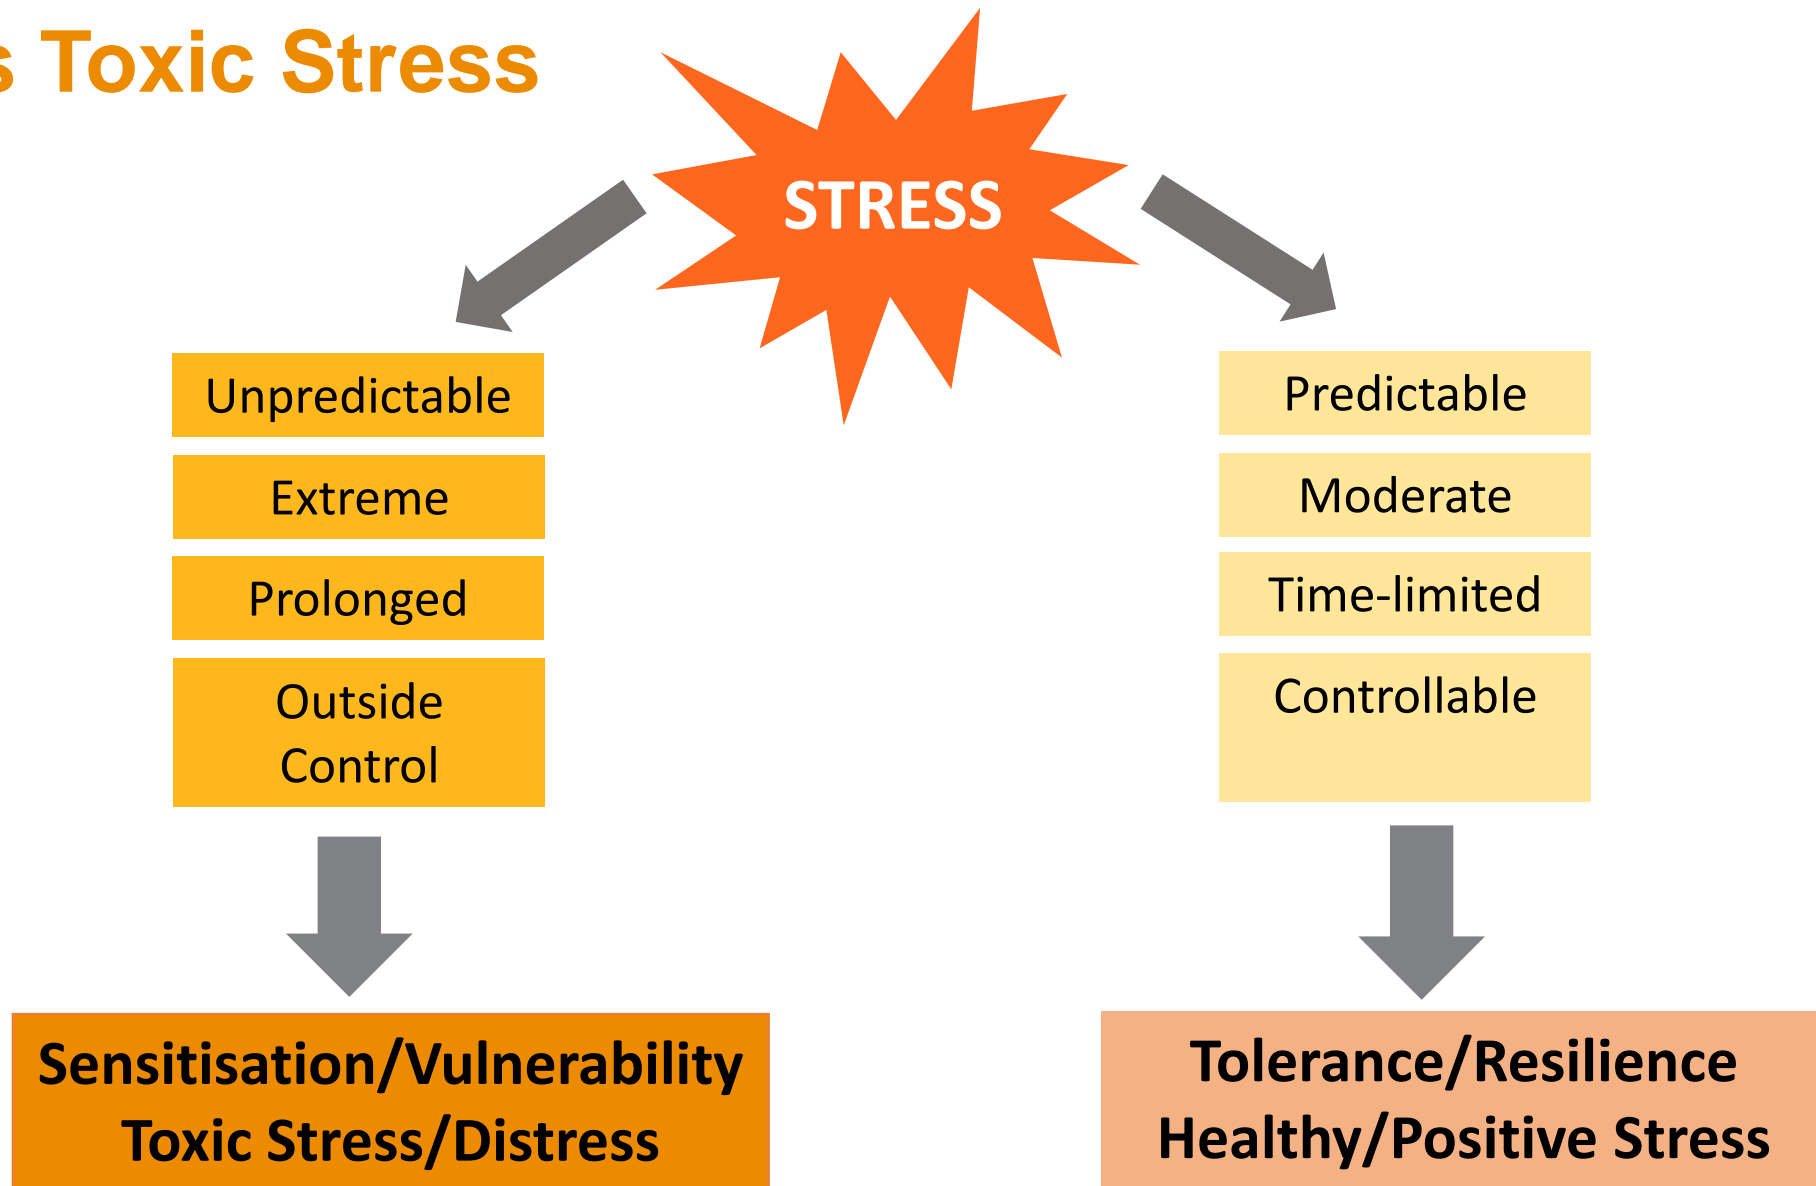 s Toxic Stress
STRESS
Unpredictable
Extreme
Prolonged
Outside
Control
Predictable
Moderate
Time-limited
Controllable
Sensitisation/Vulnerability
Toxic Stress/Distress
Tolerance/Resilience
Healthy/Positive Stress